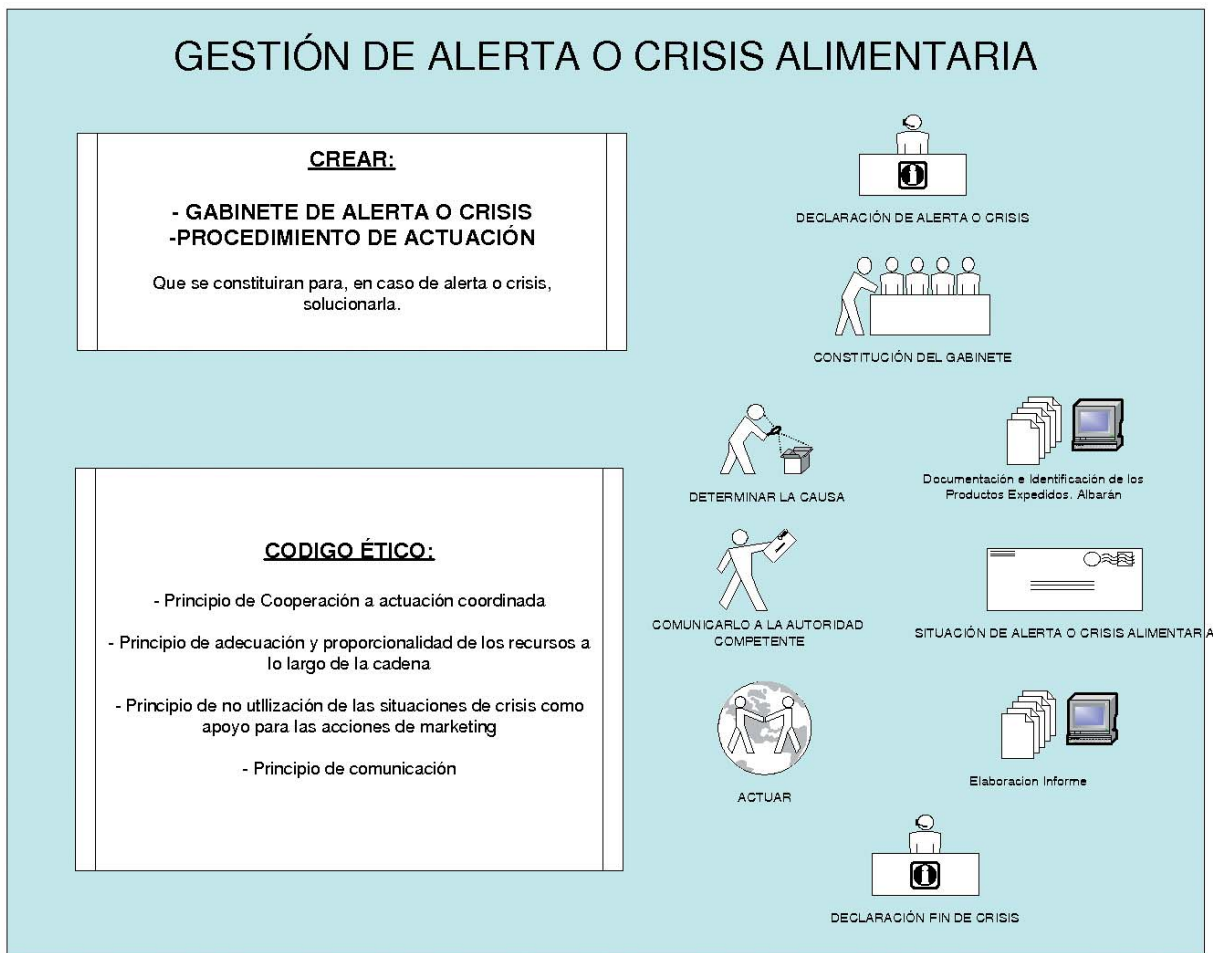 GESTIÓN DE ALERTA O CRISIS ALIMENTARIA
CREAR:
- GABINETE DE ALERTA O CRISIS
-PROCEDIMIENTO DE ACTUACIÓN
Que se constituiran para, en caso de alerta o crisis,
solucionarla.
CODIGO ÉTICO:
- Principio de Cooperación a actuación coordinada
- Principio de adecuación y proporcionalidad de los recursos a
lo largo de la cadena
- Principio de no utilización de las situaciones de crisis como
apoyo para las acciones de marketing
- Principio de comunicación
DECLARACIÓN DE ALERTA O CRISIS
CONSTITUCIÓN DEL GABINETE
DETERMINAR LA CAUSA
Documentación e Identificación de los
Productos Expedidos. Albarán
COMUNICARLO A LA AUTORIDAD
COMPETENTE
SITUACIÓN DE ALERTA O CRISIS ALIMENTARIA
ACTUAR
Elaboracion Informe
DECLARACIÓN FIN DE CRISIS